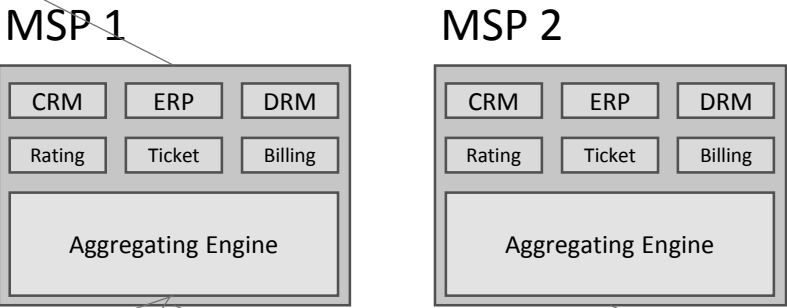 MSP 1
MSP 2
CRM ERP DRM
Rating Ticket Billing
Aggregating Engine
CRM ERP DRM
Rating Ticket Billing
Aggregating Engine